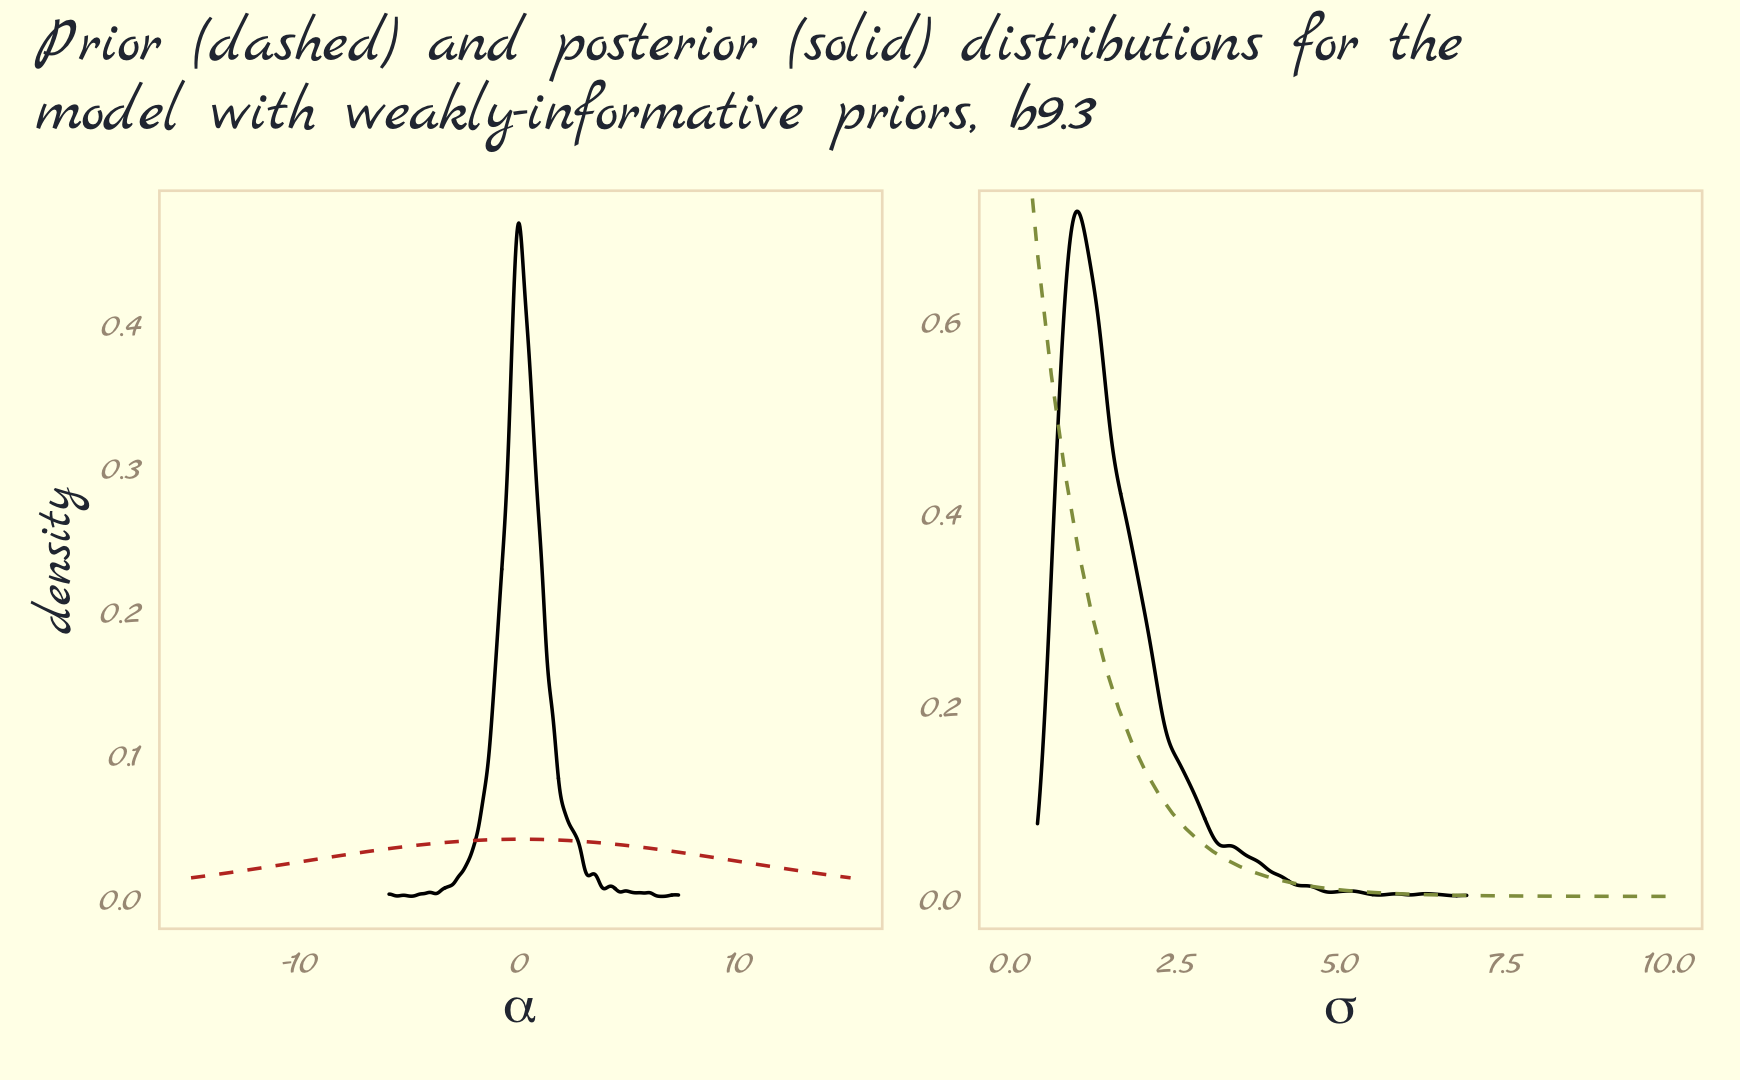 Prior (dashed) and posterior (solid) distributions for the
model with weakly-informative priors, b9.3
density
0.4
0.3
0.2
0.1
0.0
-10 0 10
α
0.6
0.4
0.2
0.0
0.0 2.5 5.0 7.5 10.0
σ